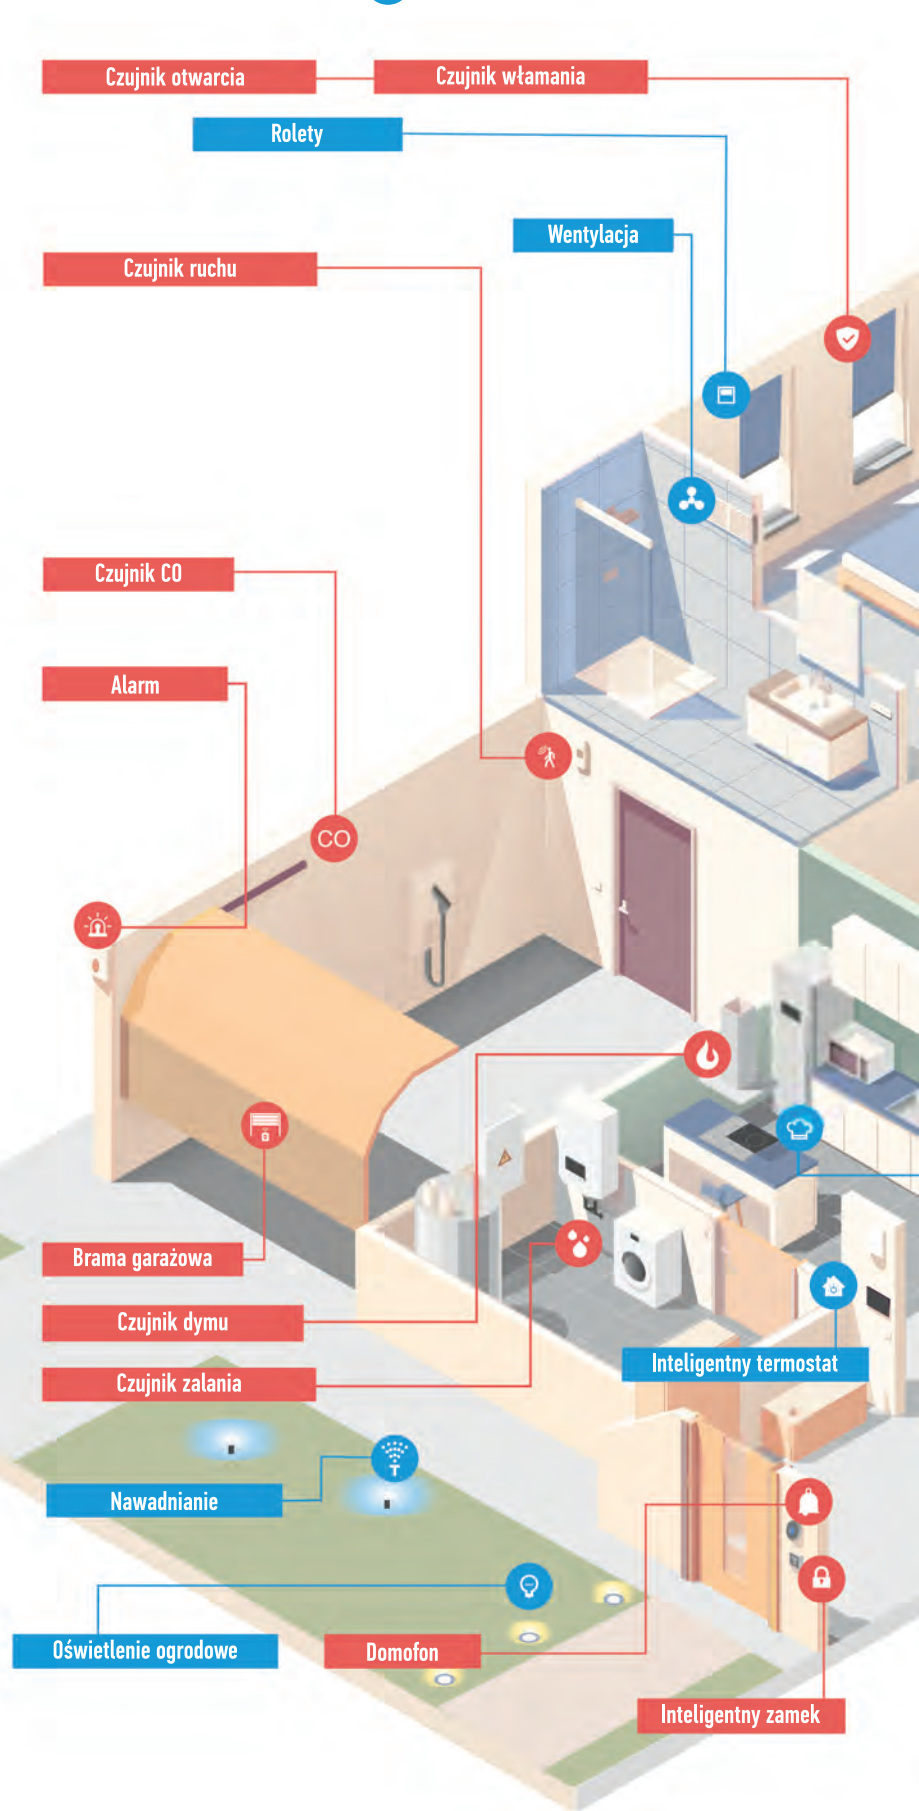 Czujnik otwarcia
Czujnik włamania
Rolety
Wentylacja
Czujnik ruchu
Czujnik CO
Alarm
CO
Brama garażowa
Czujnik dymu
Inteligentny termostat
Czujnik zalania
Nawadnianie
Oświetlenie ogrodowe
Domofon
Inteligentny zamek